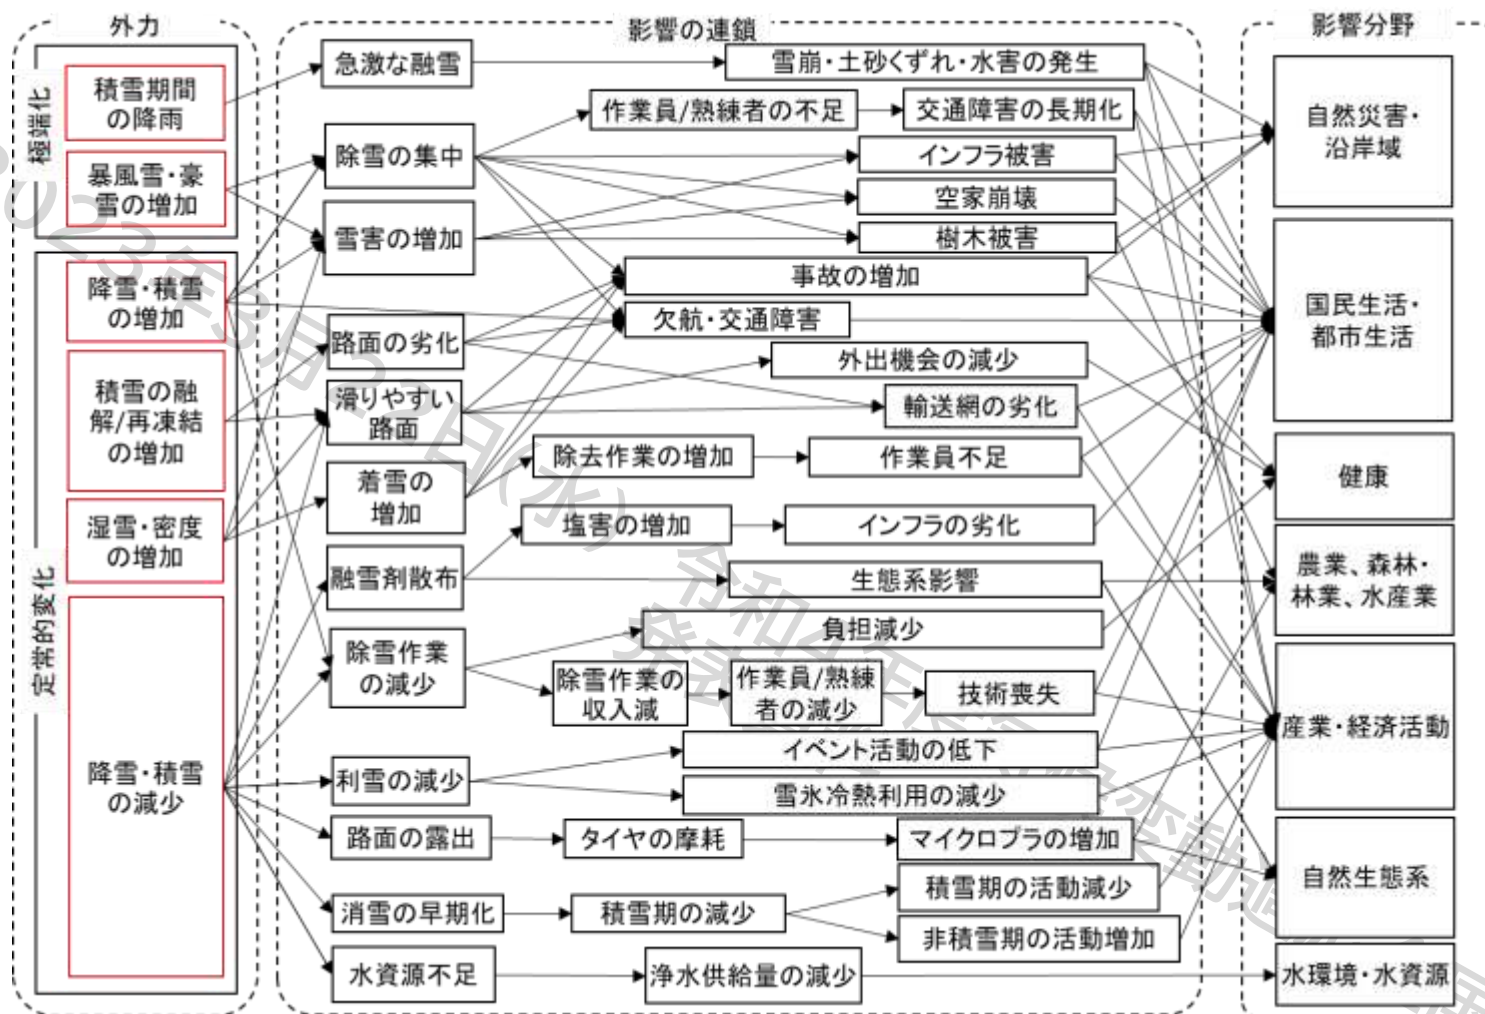 外力
影響の連鎖
影響分野
極端化
積雪期間
の降雨
暴風雪・豪
雪の増加
定常的変化
降雪・積雪
の増加
積雪の融
解/再凍結
の増加
湿雪・密度
の増加
降雪・積雪
の減少
急激な融雪
雪崩・土砂くずれ・水害の発生
除雪の集中
作業員/熟練者の不足
交通障害の長期化
インフラ被害
空家崩壊
樹木被害
雪害の増加
事故の増加
欠航・交通障害
路面の劣化
外出機会の減少
滑りやすい
路面
輸送網の劣化
着雪の
増加
除去作業の増加
作業員不足
塩害の増加
インフラの劣化
融雪剤散布
生態系影響
除雪作業
の減少
負担減少
除雪作業の
収入減
作業員/熟練
者の減少
技術喪失
利雪の減少
イベント活動の低下
雪氷冷熱利用の減少
路面の露出
タイヤの摩耗
マイクロプラの増加
消雪の早期化
積雪期の減少
積雪期の活動減少
非積雪期の活動増加
水資源不足
浄水供給量の減少
自然災害・
沿岸域
国民生活・
都市生活
健康
農業、森林・
林業、水産業
産業・経済活動
自然生態系
水環境・水資源
2023年3月22日(水)